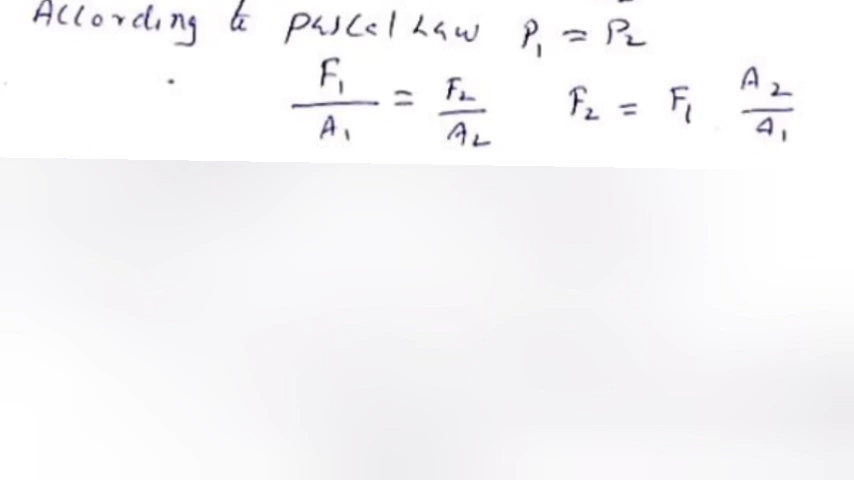 According to Pascal Law P₁ = P₂
F₁/A₁ = F₂/A₂ F₂ = F₁ A₂/A₁